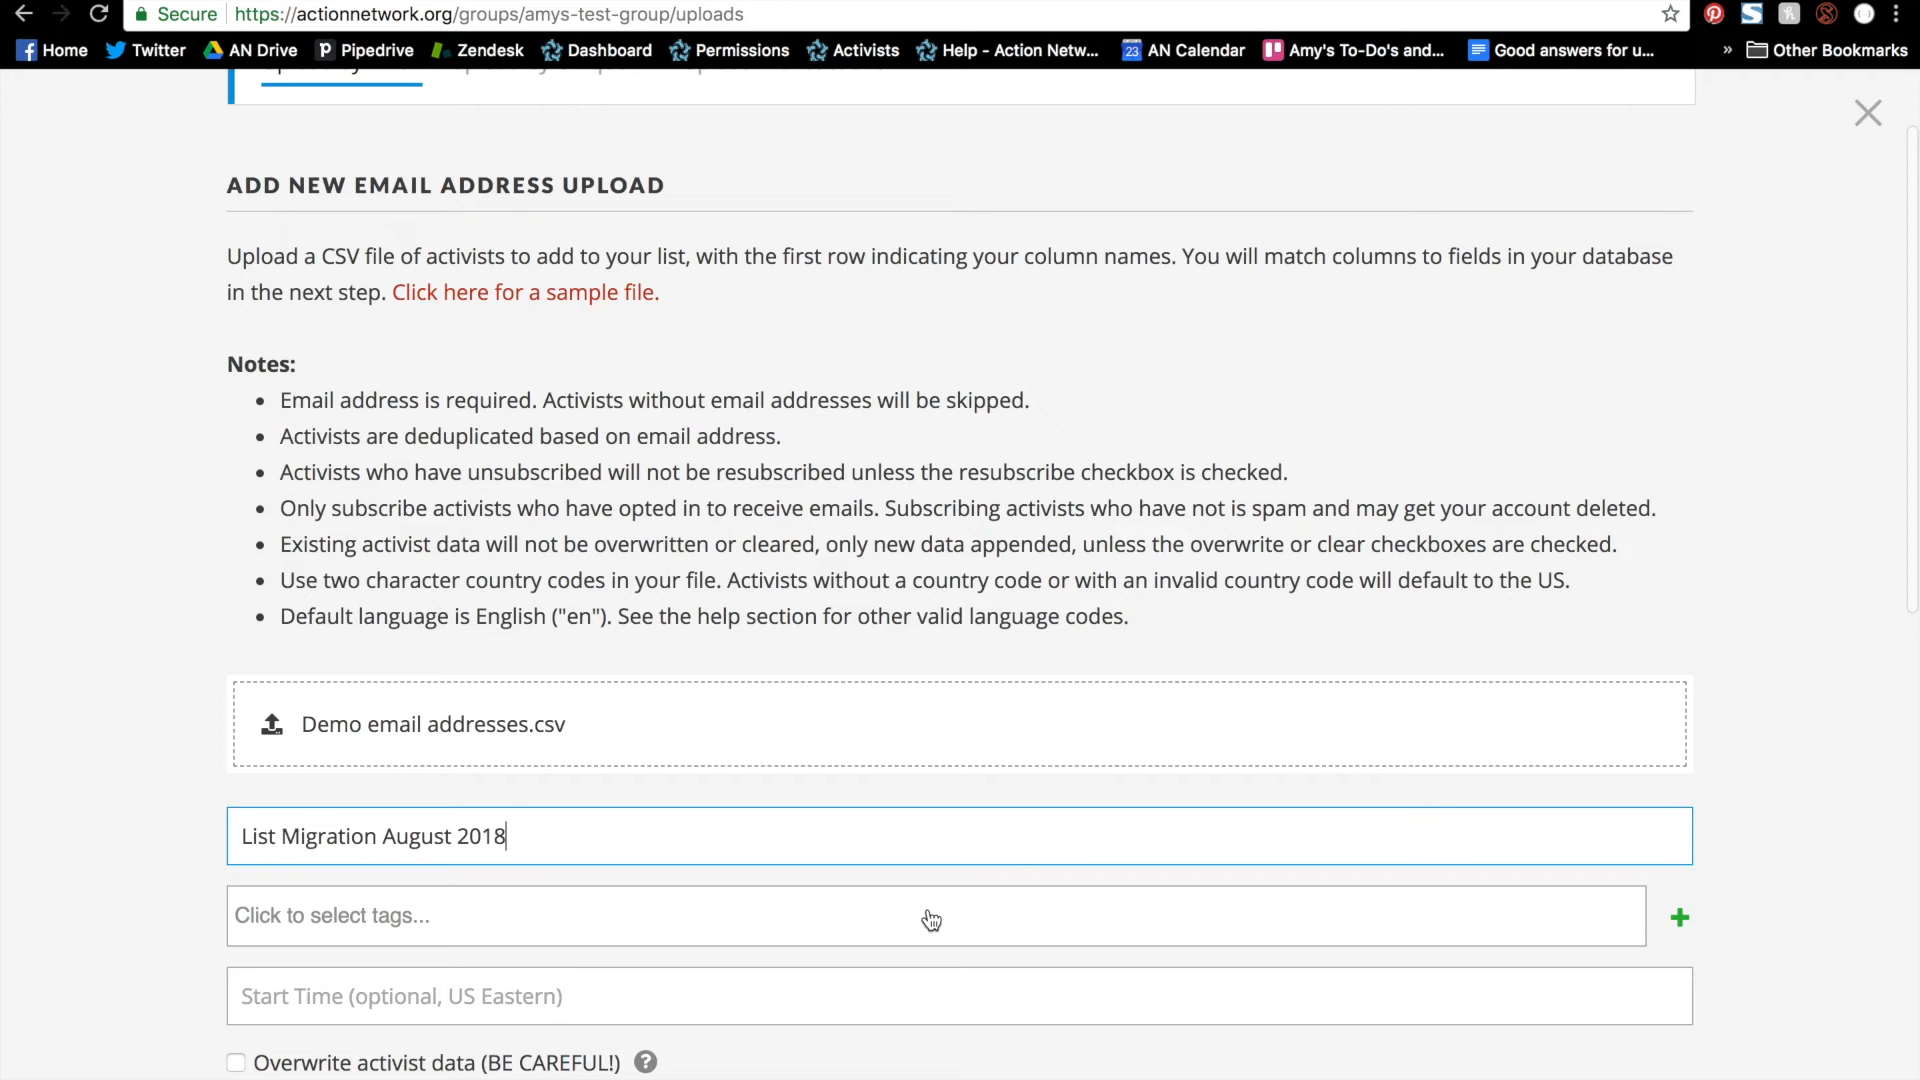 Secure https://actionnetwork.org/groups/amys-test-group/uploads
Home Twitter AN Drive Pipedrive Zendesk Dashboard Permissions Activists Help - Action Netw... 23 AN Calendar Amy's To-Do's and... Good answers for u... » Other Bookmarks
ADD NEW EMAIL ADDRESS UPLOAD
Upload a CSV file of activists to add to your list, with the first row indicating your column names. You will match columns to fields in your database
in the next step. Click here for a sample file.
Notes:
• Email address is required. Activists without email addresses will be skipped.
• Activists are deduplicated based on email address.
• Activists who have unsubscribed will not be resubscribed unless the resubscribe checkbox is checked.
• Only subscribe activists who have opted in to receive emails. Subscribing activists who have not is spam and may get your account deleted.
• Existing activist data will not be overwritten or cleared, only new data appended, unless the overwrite or clear checkboxes are checked.
• Use two character country codes in your file. Activists without a country code or with an invalid country code will default to the US.
• Default language is English ("en"). See the help section for other valid language codes.
Demo email addresses.csv
List Migration August 2018
Click to select tags...
Start Time (optional, US Eastern)
Overwrite activist data (BE CAREFUL!) ?